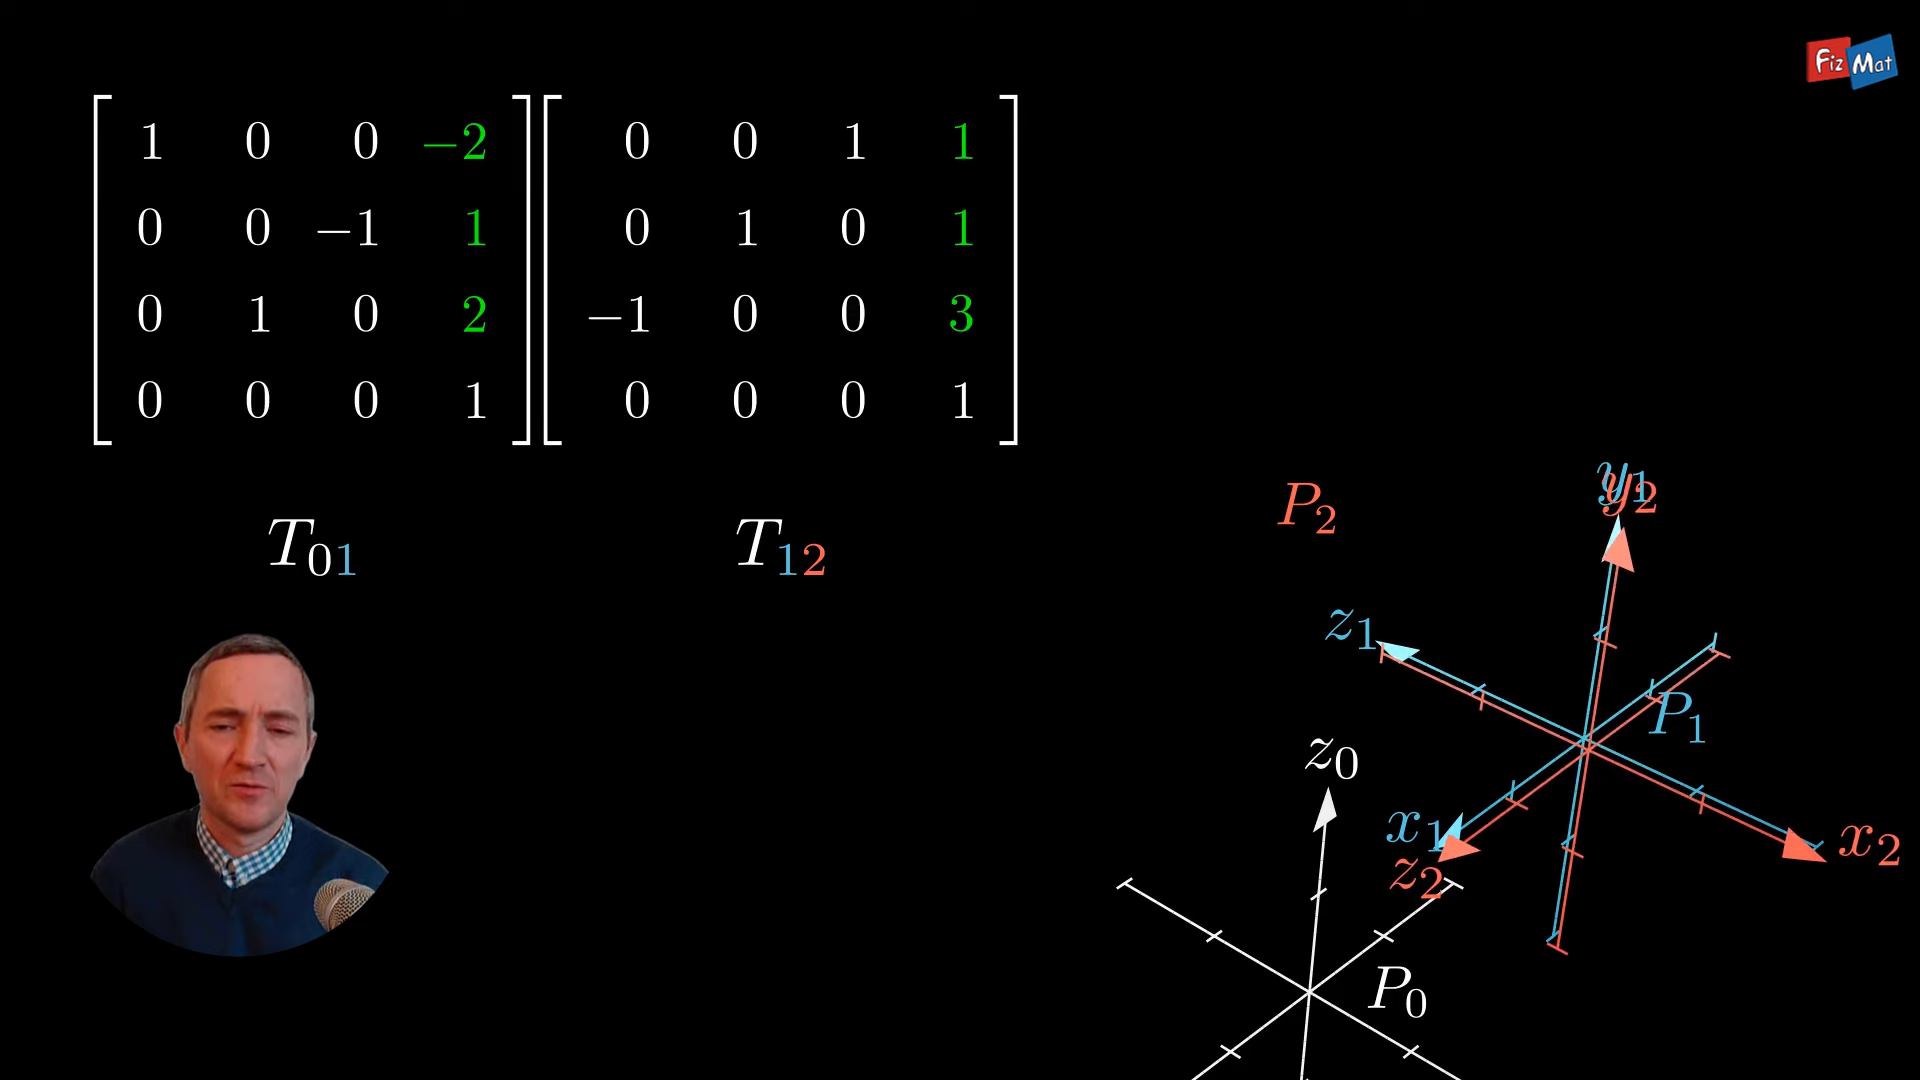 Fiz Mat
1 0 0 −2 0 0 1 1
0 0 −1 1 0 1 0 1
0 1 0 2 −1 0 0 3
0 0 0 1 0 0 0 1
T₀₁ T₁₂
P₂
y₁
y₂
z₁
P₁
z₀
x₁
x₂
z₂
P₀